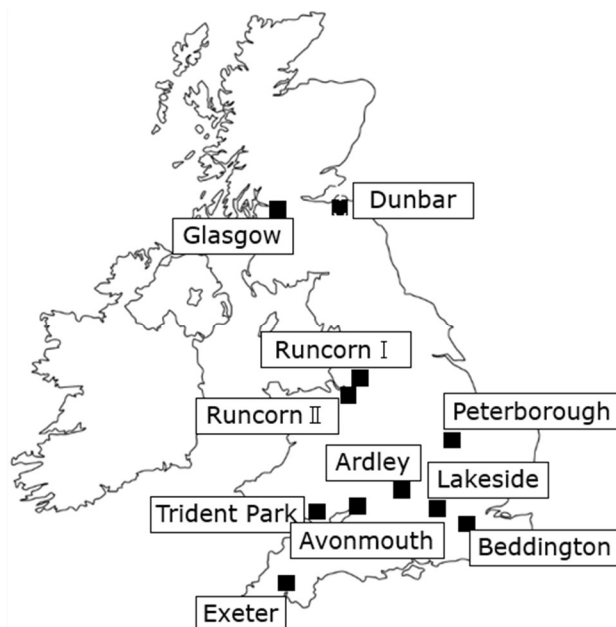 Dunbar
Glasgow
Runcorn Ⅰ
Runcorn Ⅱ
Peterborough
Ardley
Lakeside
Trident Park
Avonmouth
Beddington
Exeter